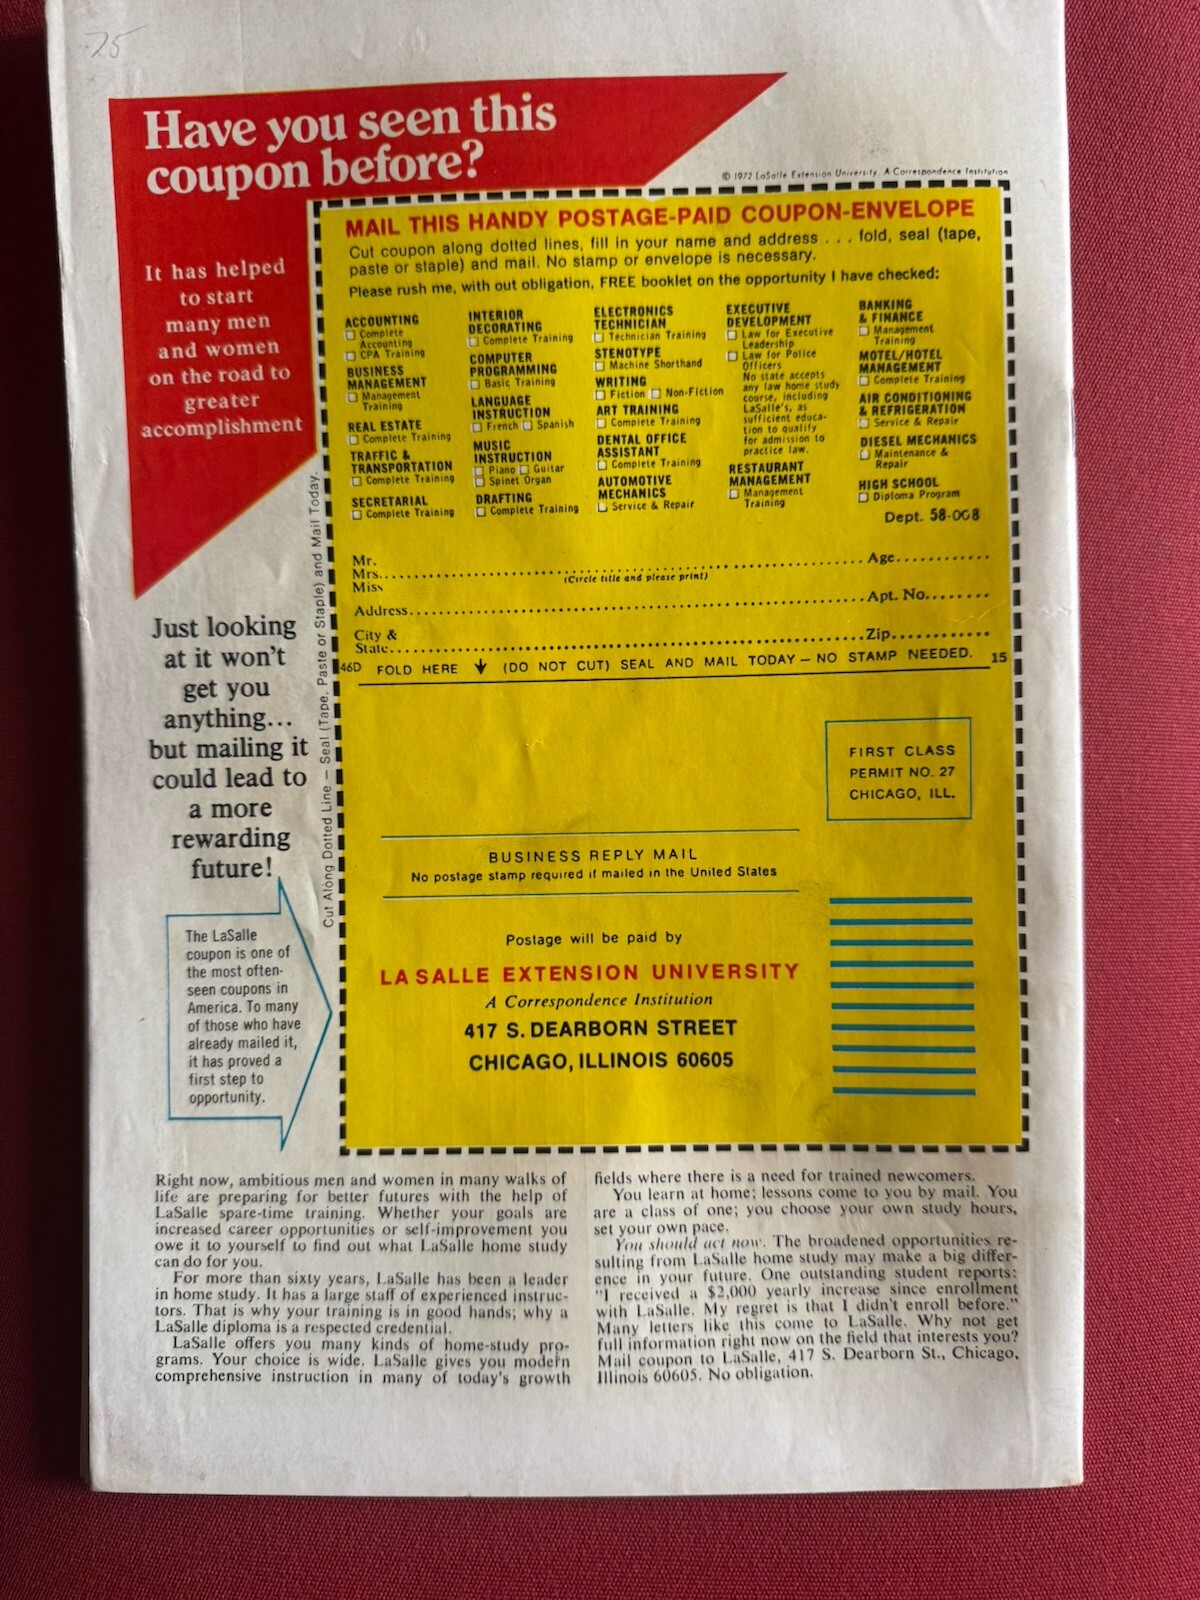 25
Have you seen this
coupon before?
© 1972 LaSalle Extension University. A Correspondence Institution
It has helped
to start
many men
and women
on the road to
greater
accomplishment
Just looking
at it won't
get you
anything...
but mailing it
could lead to
a more
rewarding
future!
The LaSalle
coupon is one of
the most often-
seen coupons in
America. To many
of those who have
already mailed it,
it has proved a
first step to
opportunity.
Cut Along Dotted Line — Seal (Tape, Paste or Staple) and Mail Today.
MAIL THIS HANDY POSTAGE-PAID COUPON-ENVELOPE
Cut coupon along dotted lines, fill in your name and address . . . fold, seal (tape,
paste or staple) and mail. No stamp or envelope is necessary.
Please rush me, with out obligation, FREE booklet on the opportunity I have checked:
ACCOUNTING
☐ Complete
Accounting
☐ CPA Training
BUSINESS
MANAGEMENT
☐ Management
Training
REAL ESTATE
☐ Complete Training
TRAFFIC &
TRANSPORTATION
☐ Complete Training
SECRETARIAL
☐ Complete Training
INTERIOR
DECORATING
☐ Complete Training
COMPUTER
PROGRAMMING
☐ Basic Training
LANGUAGE
INSTRUCTION
☐ French ☐ Spanish
MUSIC
INSTRUCTION
☐ Piano ☐ Guitar
☐ Spinet Organ
DRAFTING
☐ Complete Training
ELECTRONICS
TECHNICIAN
☐ Technician Training
STENOTYPE
☐ Machine Shorthand
WRITING
☐ Fiction ☐ Non-Fiction
ART TRAINING
☐ Complete Training
DENTAL OFFICE
ASSISTANT
☐ Complete Training
AUTOMOTIVE
MECHANICS
☐ Service & Repair
EXECUTIVE
DEVELOPMENT
☐ Law for Executive
Leadership
☐ Law for Police
Officers
No state accepts
any law home study
course, including
LaSalle's, as
sufficient educa-
tion to qualify
for admission to
practice law.
RESTAURANT
MANAGEMENT
☐ Management
Training
BANKING
& FINANCE
☐ Management
Training
MOTEL/HOTEL
MANAGEMENT
☐ Complete Training
AIR CONDITIONING
& REFRIGERATION
☐ Service & Repair
DIESEL MECHANICS
☐ Maintenance &
Repair
HIGH SCHOOL
☐ Diploma Program
Dept. 58-008
Mr.
Mrs. Age
Miss
(Circle title and please print)
Address Apt. No.
City &
State Zip
46D FOLD HERE ↓ (DO NOT CUT) SEAL AND MAIL TODAY — NO STAMP NEEDED. 15
FIRST CLASS
PERMIT NO. 27
CHICAGO, ILL.
BUSINESS REPLY MAIL
No postage stamp required if mailed in the United States
Postage will be paid by
LA SALLE EXTENSION UNIVERSITY
A Correspondence Institution
417 S. DEARBORN STREET
CHICAGO, ILLINOIS 60605
Right now, ambitious men and women in many walks of
life are preparing for better futures with the help of
LaSalle spare-time training. Whether your goals are
increased career opportunities or self-improvement you
owe it to yourself to find out what LaSalle home study
can do for you.
For more than sixty years, LaSalle has been a leader
in home study. It has a large staff of experienced instruc-
tors. That is why your training is in good hands; why a
LaSalle diploma is a respected credential.
LaSalle offers you many kinds of home-study pro-
grams. Your choice is wide. LaSalle gives you modern
comprehensive instruction in many of today's growth
fields where there is a need for trained newcomers.
You learn at home; lessons come to you by mail. You
are a class of one; you choose your own study hours,
set your own pace.
You should act now. The broadened opportunities re-
sulting from LaSalle home study may make a big differ-
ence in your future. One outstanding student reports:
"I received a $2,000 yearly increase since enrollment
with LaSalle. My regret is that I didn't enroll before."
Many letters like this come to LaSalle. Why not get
full information right now on the field that interests you?
Mail coupon to LaSalle, 417 S. Dearborn St., Chicago,
Illinois 60605. No obligation.